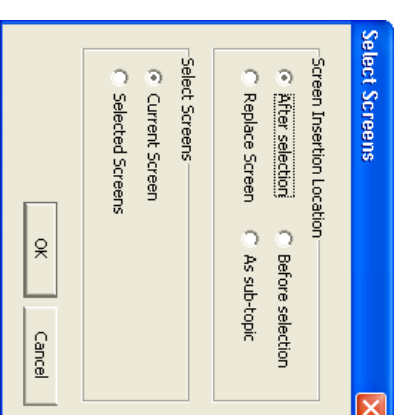 Select Screens
Screen Insertion Location
After selection Before selection
Replace Screen As sub-topic
Select Screens
Current Screen
Selected Screens
OK Cancel